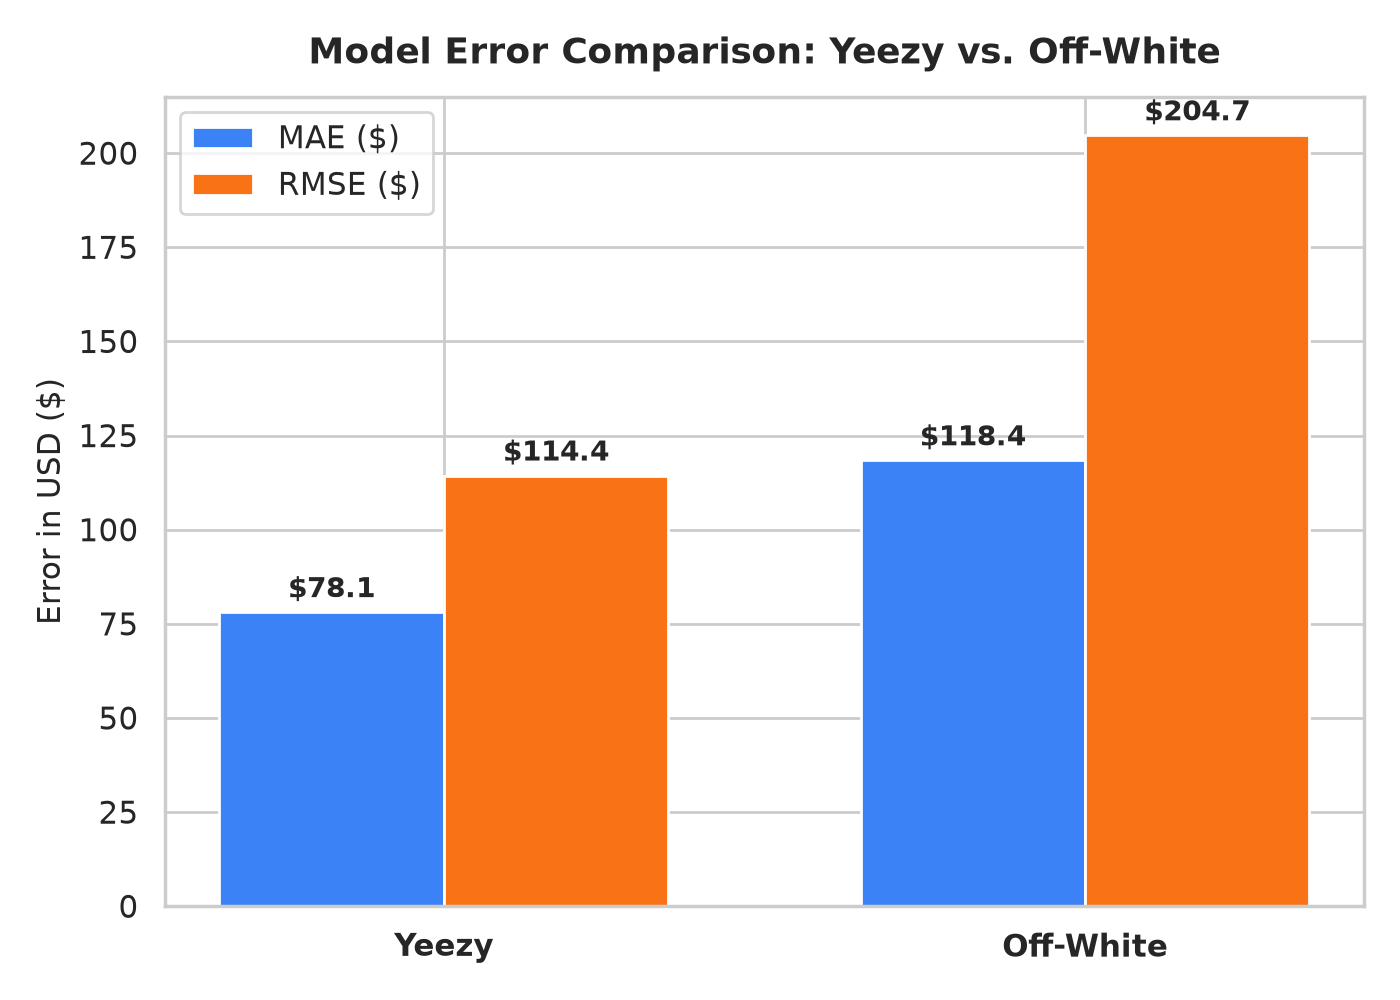 Model Error Comparison: Yeezy vs. Off-White
MAE ($)
RMSE ($)
Error in USD ($)
200
175
150
125
100
75
50
25
0
$78.1
$114.4
$118.4
$204.7
Yeezy
Off-White